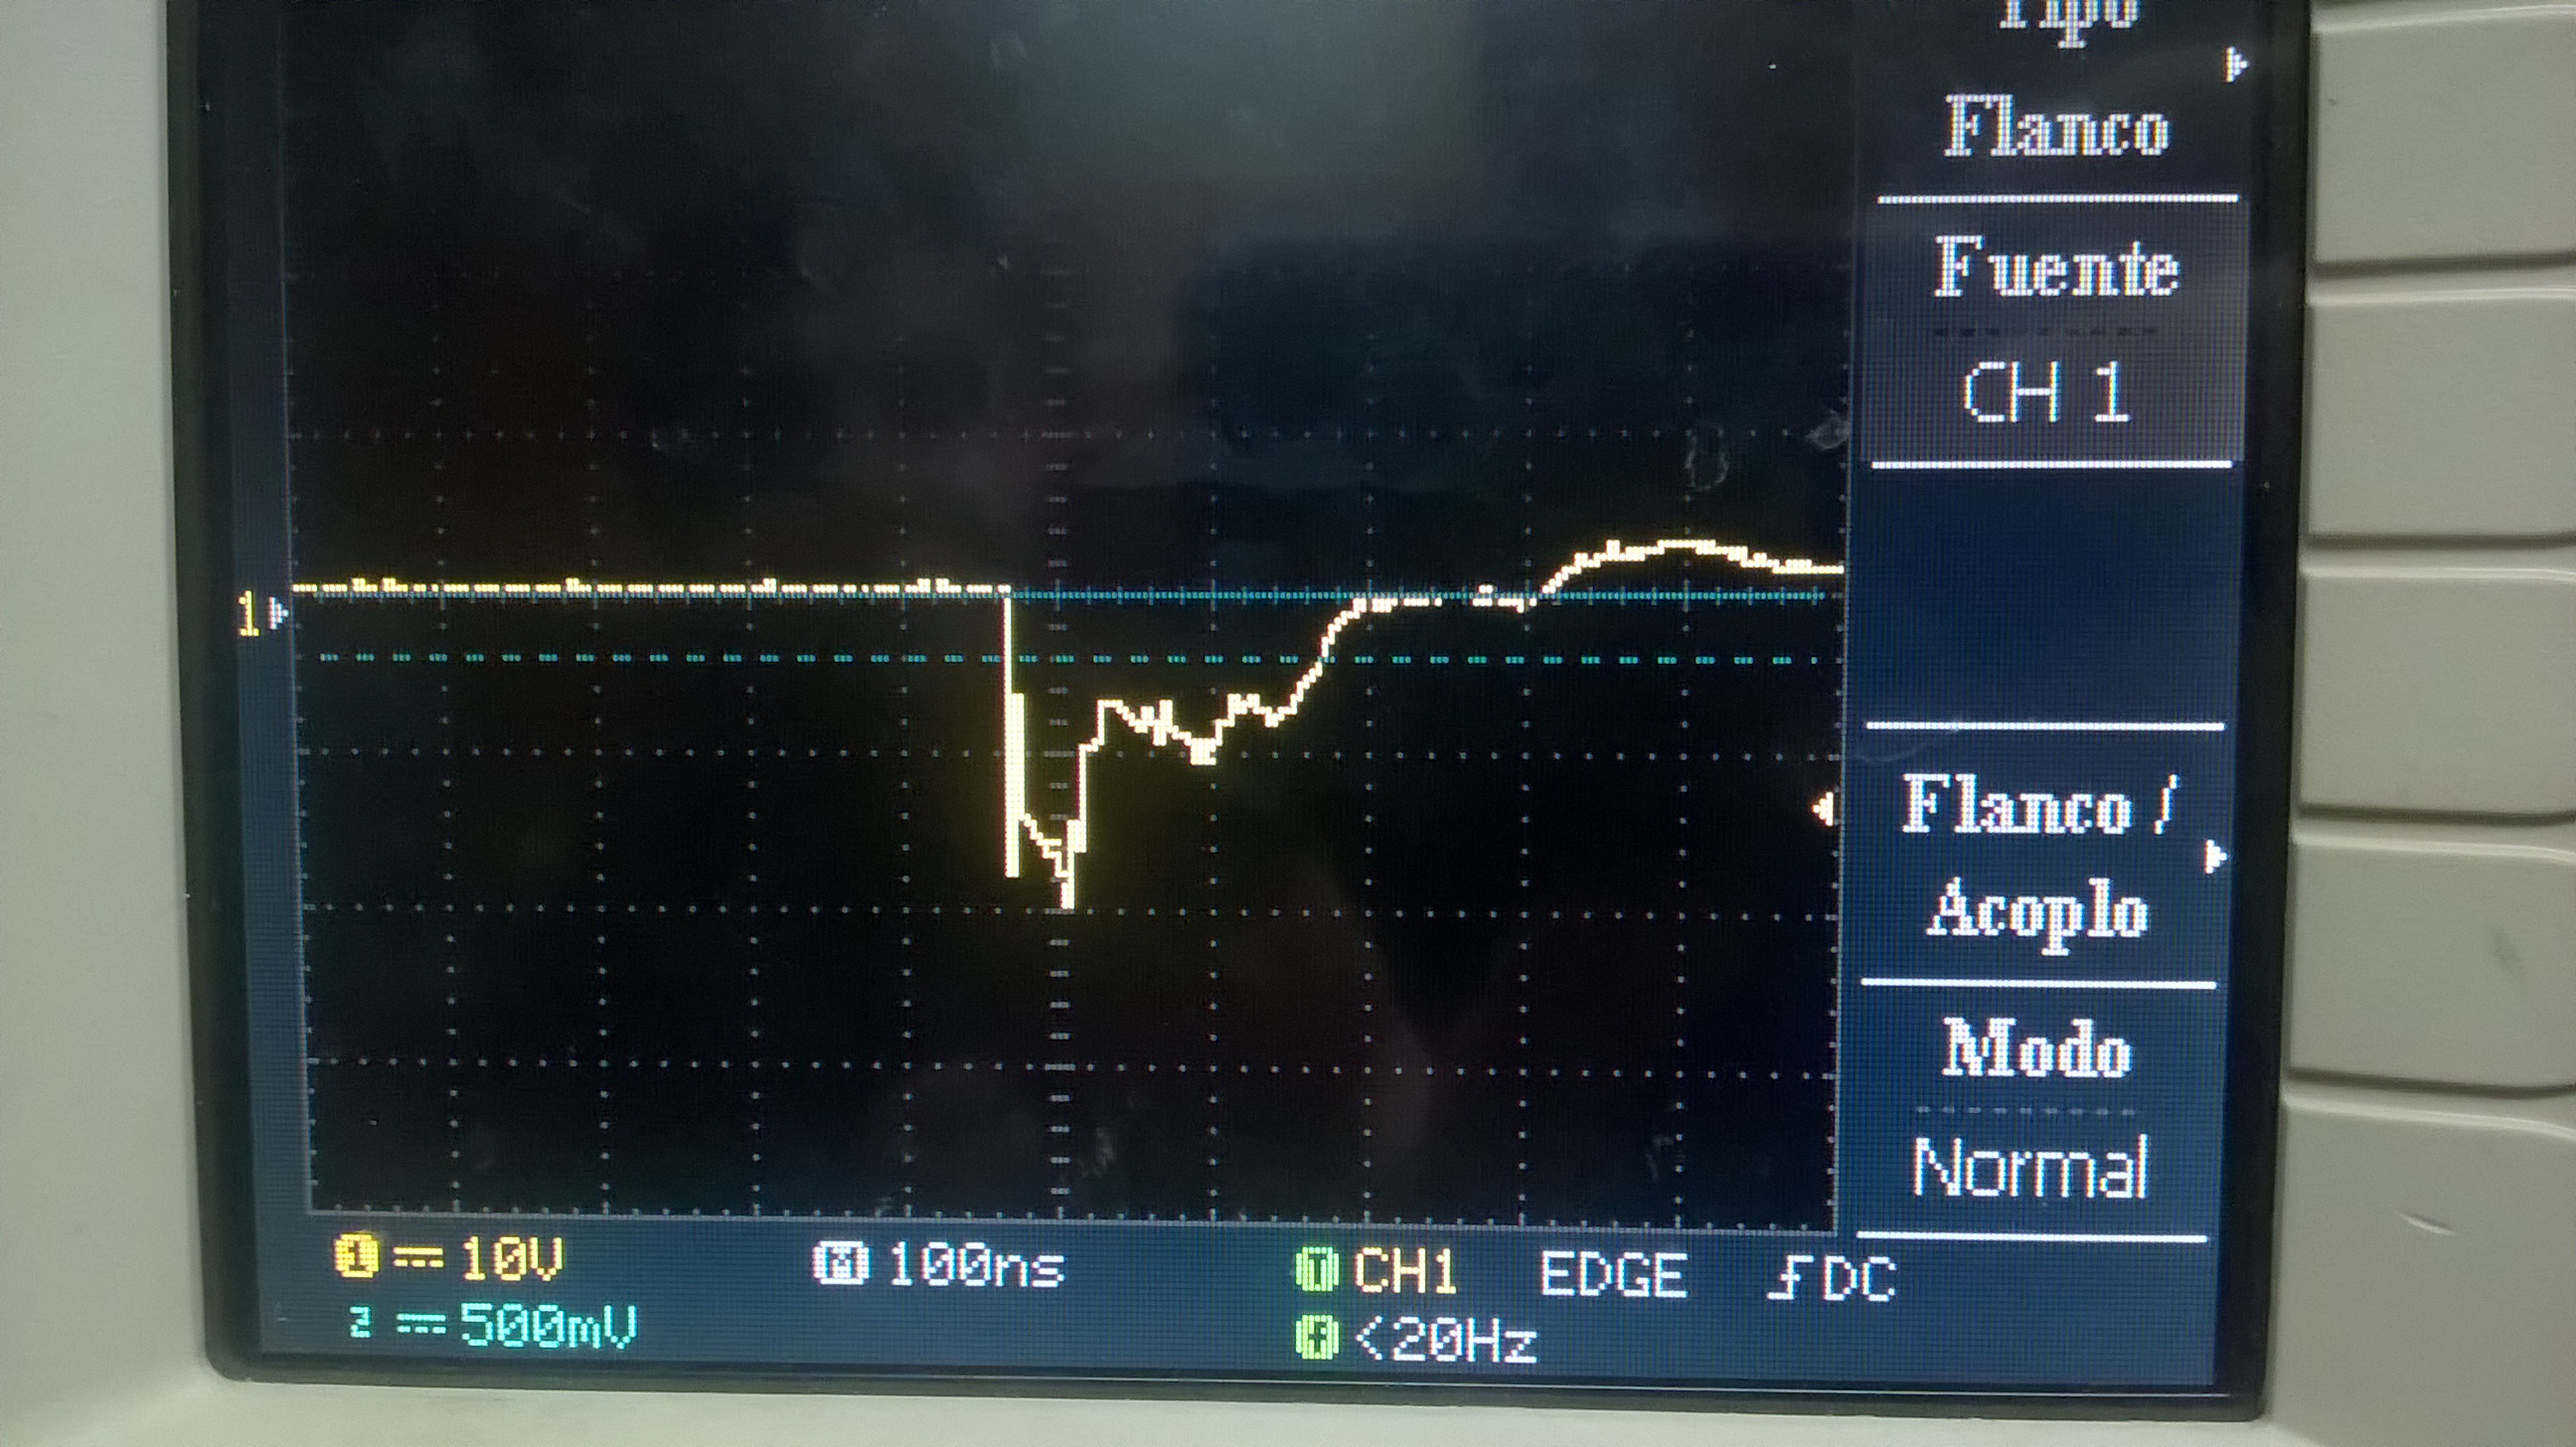 Tipo
Flanco
Fuente
CH 1
1
Flanco /
Acoplo
Modo
Normal
1 10V 100ns T CH1 EDGE DC
2 500mV f <20Hz